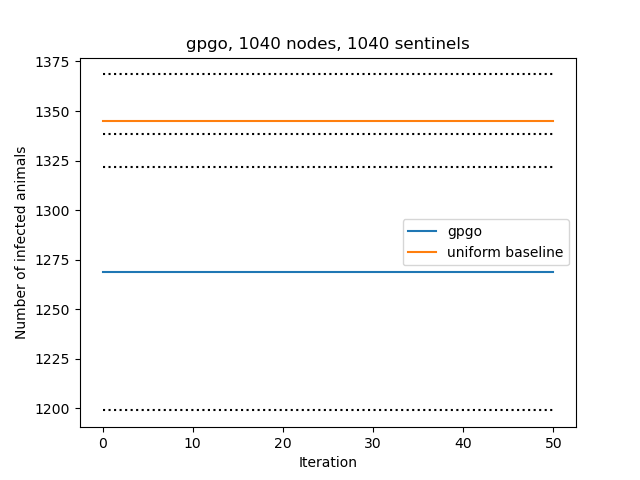 gpgo, 1040 nodes, 1040 sentinels
1375
1350
1325
1300
1275
1250
1225
1200
Number of infected animals
gpgo
uniform baseline
0 10 20 30 40 50
Iteration